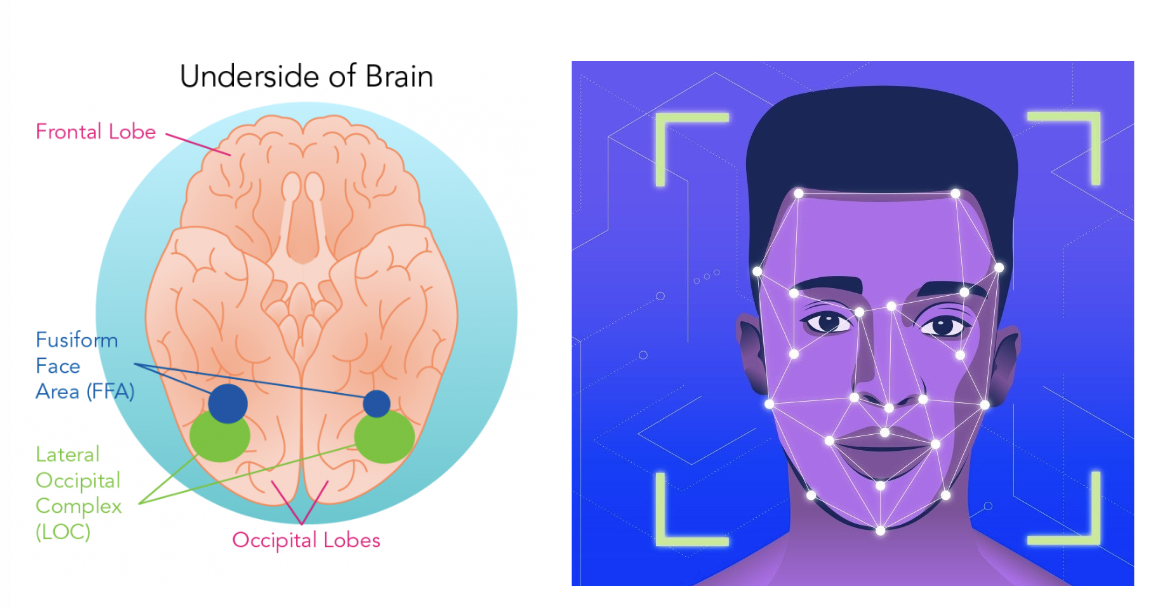 Underside of Brain
Frontal Lobe
Fusiform
Face
Area (FFA)
Lateral
Occipital
Complex
(LOC)
Occipital Lobes